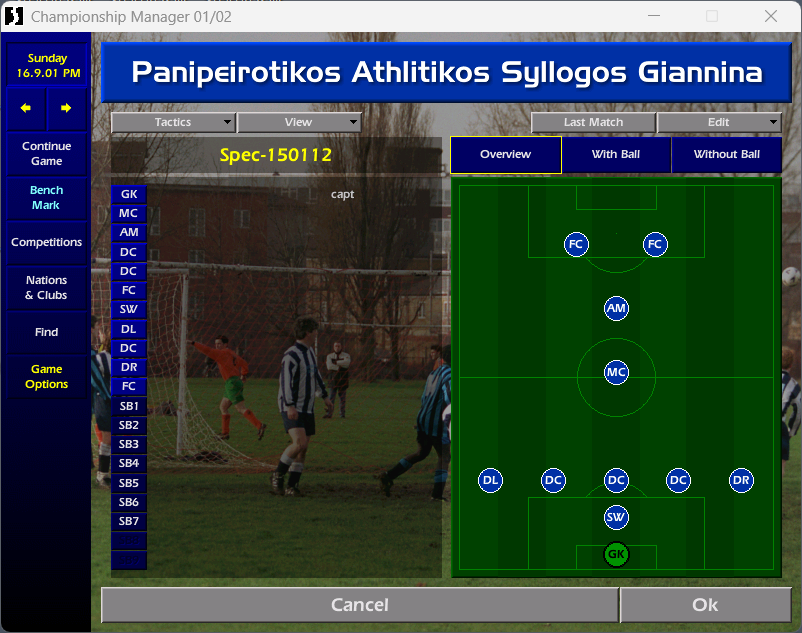 Championship Manager 01/02
Sunday
16.9.01 PM
Panipeirotikos Athlitikos Syllogos Giannina
Tactics
View
Last Match
Edit
Continue
Game
Bench
Mark
Competitions
Nations
& Clubs
Find
Game
Options
Spec-150112
Overview
With Ball
Without Ball
GK capt
MC
AM
DC
DC
FC
SW
DL
DC
DR
FC
SB1
SB2
SB3
SB4
SB5
SB6
SB7
FC FC
AM
MC
DL DC DC DC DR
SW
GK
Cancel
Ok